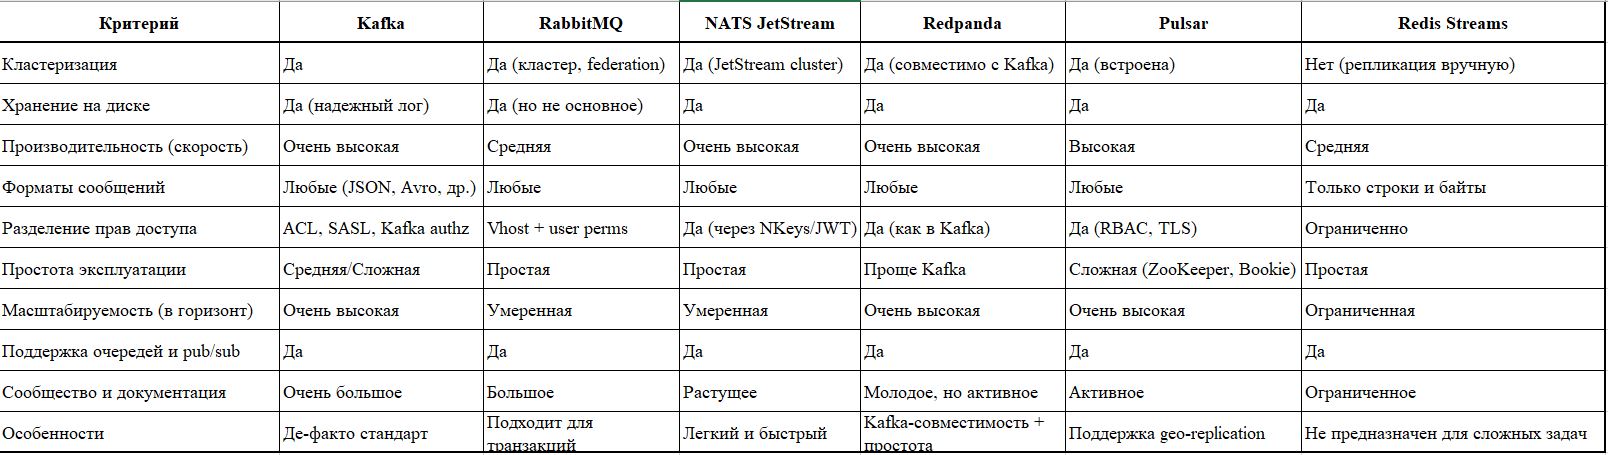 Критерий Kafka RabbitMQ NATS JetStream Redpanda Pulsar Redis Streams
Кластеризация Да Да (кластер, federation) Да (JetStream cluster) Да (совместимо с Kafka) Да (встроена) Нет (репликация вручную)
Хранение на диске Да (надежный лог) Да (но не основное) Да Да Да Да
Производительность (скорость) Очень высокая Средняя Очень высокая Очень высокая Высокая Средняя
Форматы сообщений Любые (JSON, Avro, др.) Любые Любые Любые Любые Только строки и байты
Разделение прав доступа ACL, SASL, Kafka authz Vhost + user perms Да (через NKeys/JWT) Да (как в Kafka) Да (RBAC, TLS) Ограниченно
Простота эксплуатации Средняя/Сложная Простая Простая Проще Kafka Сложная (ZooKeeper, Bookie) Простая
Масштабируемость (в горизонт) Очень высокая Умеренная Умеренная Очень высокая Очень высокая Ограниченная
Поддержка очередей и pub/sub Да Да Да Да Да Да
Сообщество и документация Очень большое Большое Растущее Молодое, но активное Активное Ограниченное
Особенности Де-факто стандарт Подходит для транзакций Легкий и быстрый Kafka-совместимость + простота Поддержка geo-replication Не предназначен для сложных задач